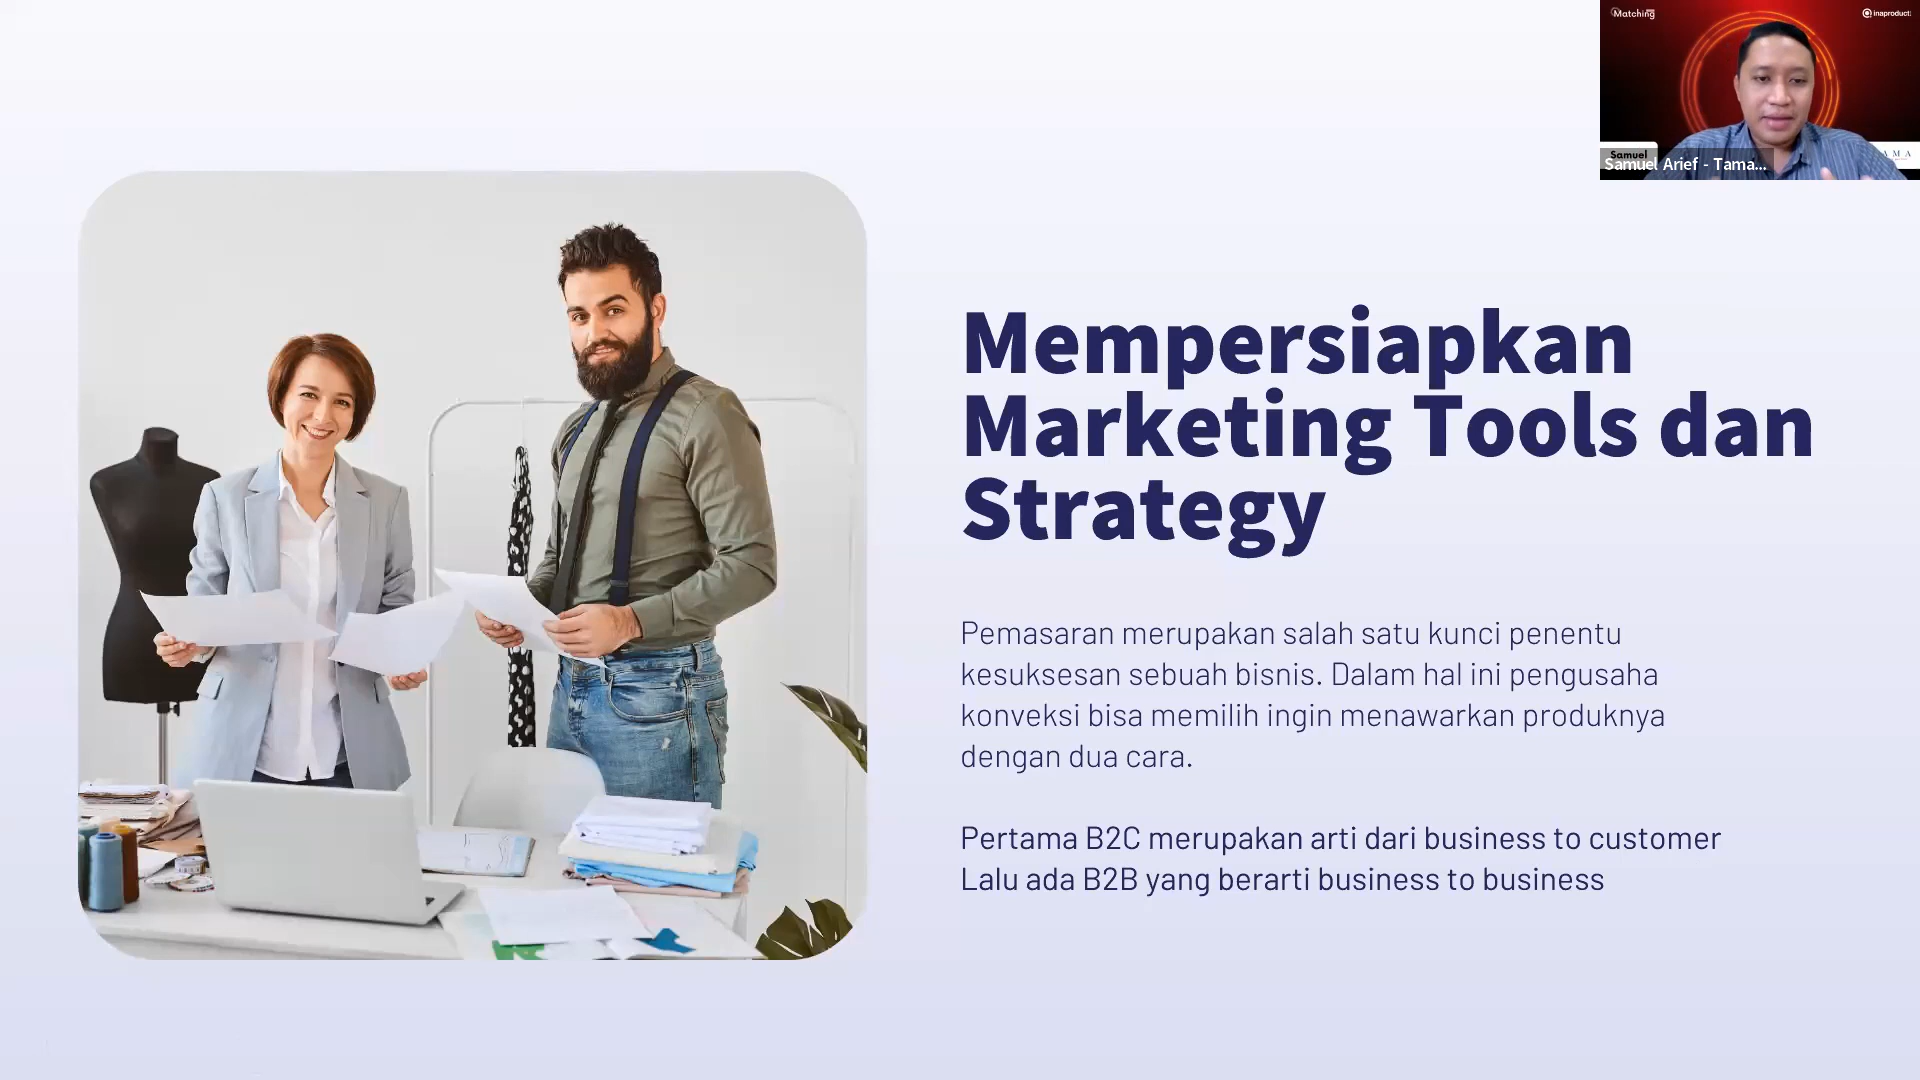 Matching
inaproduct
Samuel
AMA
Samuel Arief - Tama...
Mempersiapkan
Marketing Tools dan
Strategy
Pemasaran merupakan salah satu kunci penentu
kesuksesan sebuah bisnis. Dalam hal ini pengusaha
konveksi bisa memilih ingin menawarkan produknya
dengan dua cara.
Pertama B2C merupakan arti dari business to customer
Lalu ada B2B yang berarti business to business